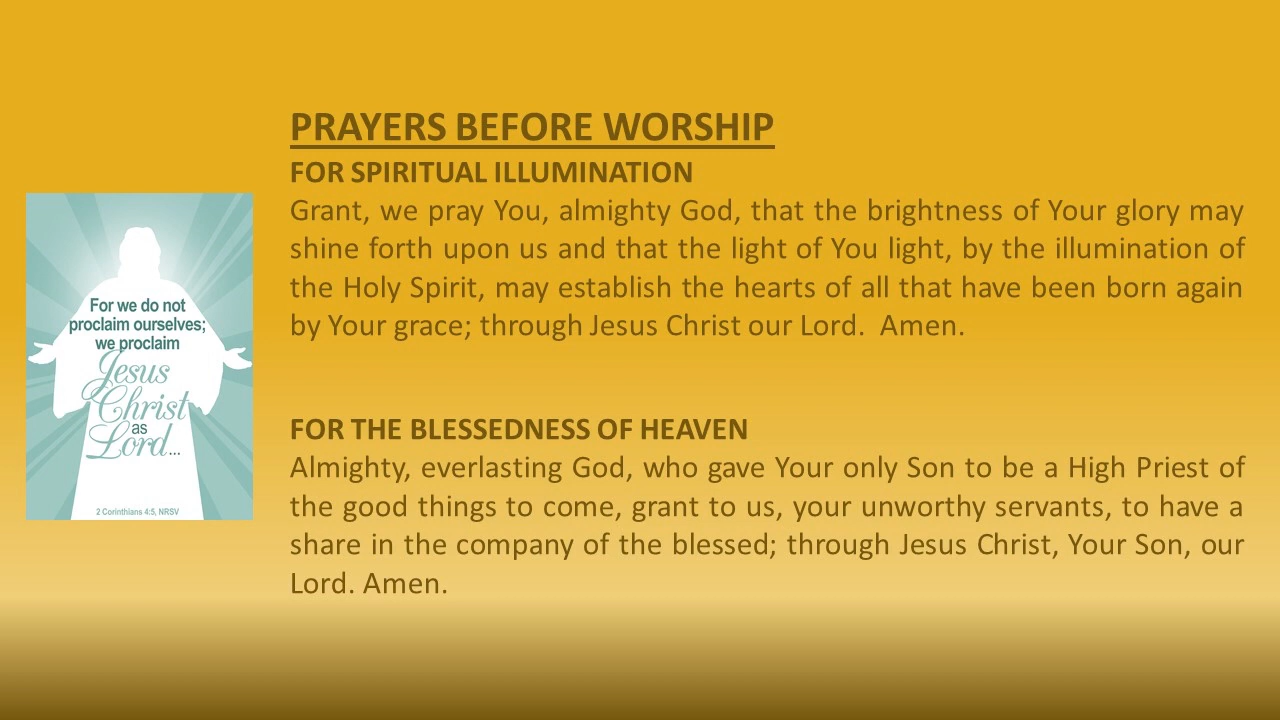 PRAYERS BEFORE WORSHIP
FOR SPIRITUAL ILLUMINATION
Grant, we pray You, almighty God, that the brightness of Your glory may
shine forth upon us and that the light of You light, by the illumination of
the Holy Spirit, may establish the hearts of all that have been born again
by Your grace; through Jesus Christ our Lord.  Amen.
FOR THE BLESSEDNESS OF HEAVEN
Almighty, everlasting God, who gave Your only Son to be a High Priest of
the good things to come, grant to us, your unworthy servants, to have a
share in the company of the blessed; through Jesus Christ, Your Son, our
Lord. Amen.
For we do not
proclaim ourselves;
we proclaim
Jesus
Christ
as
Lord...
2 Corinthians 4:5, NRSV